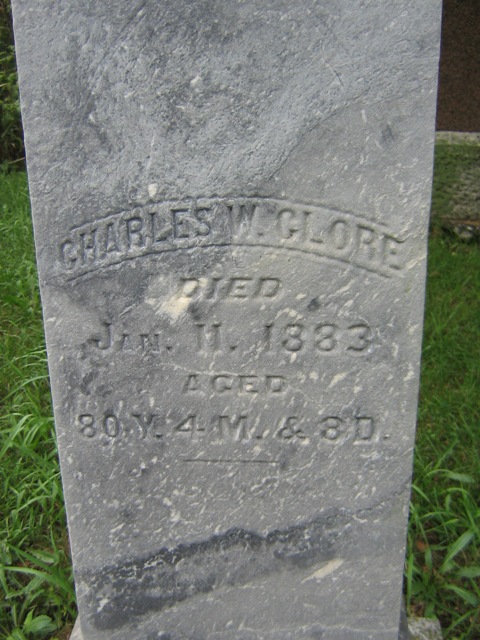 CHARLES W. CLORE
DIED
JAN. 11. 1883
AGED
80 Y. 4 M. & 8 D.